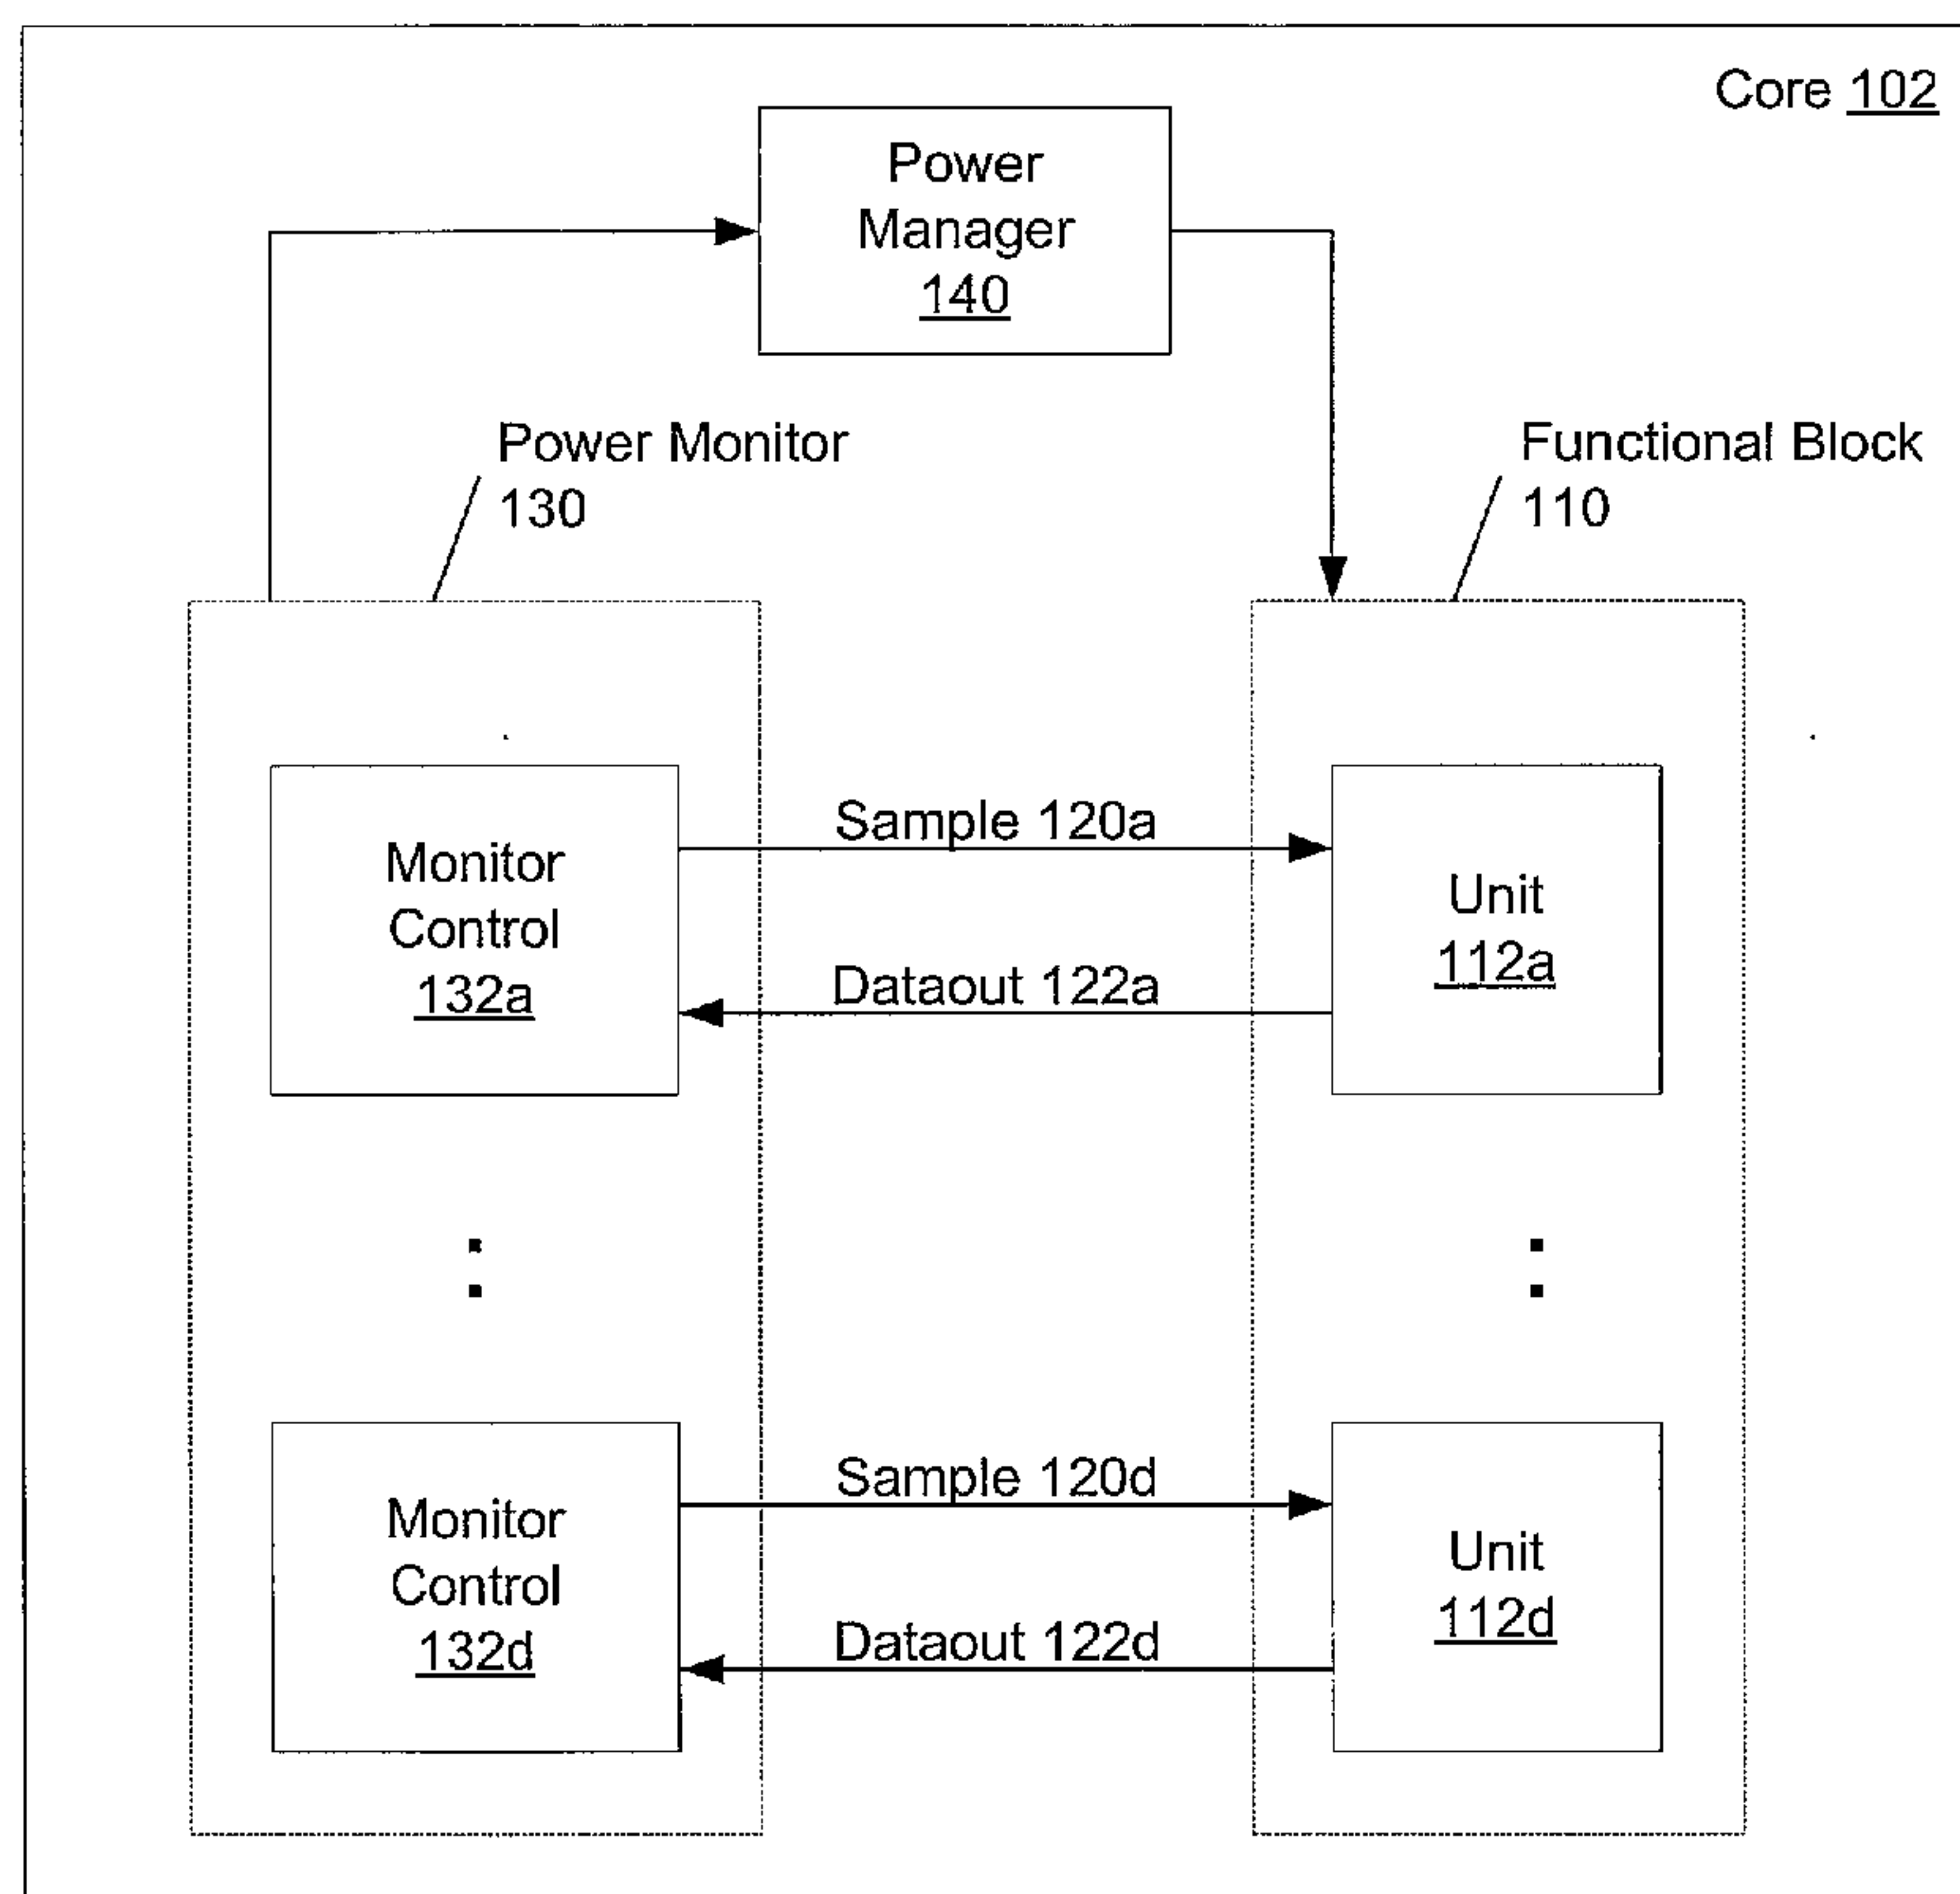 Core 102
Power
Manager
140
Power Monitor
130
Functional Block
110
Monitor
Control
132a
Sample 120a
Dataout 122a
Unit
112a
Monitor
Control
132d
Sample 120d
Dataout 122d
Unit
112d